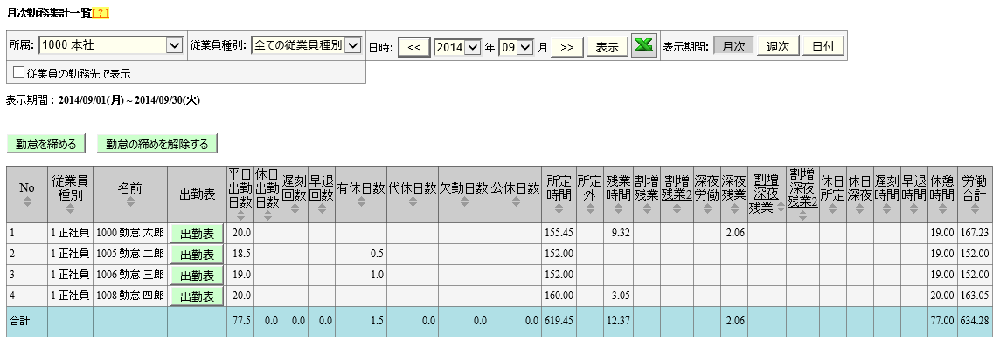 月次勤務集計一覧[ ? ]
所属: 1000 本社 従業員種別: 全ての従業員種別 日時: << 2014 年 09 月 >> 表示 表示期間: 月次 週次 日付
従業員の勤務先で表示
表示期間：2014/09/01(月) ~ 2014/09/30(火)
勤怠を締める 勤怠の締めを解除する
No 従業員種別 名前 出勤表 平日出勤日数 休日出勤日数 遅刻回数 早退回数 有休日数 代休日数 欠勤日数 公休日数 所定時間 所定外 残業時間 割増残業 割増残業2 深夜労働 深夜残業 割増深夜残業 割増深夜残業2 休日所定 休日深夜 遅刻時間 早退時間 休憩時間 労働合計
1 1 正社員 1000 勤怠 太郎 出勤表 20.0 155.45 9.32 2.06 19.00 167.23
2 1 正社員 1005 勤怠 二郎 出勤表 18.5 0.5 152.00 19.00 152.00
3 1 正社員 1006 勤怠 三郎 出勤表 19.0 1.0 152.00 19.00 152.00
4 1 正社員 1008 勤怠 四郎 出勤表 20.0 160.00 3.05 20.00 163.05
合計 77.5 0.0 0.0 0.0 1.5 0.0 0.0 0.0 619.45 12.37 2.06 77.00 634.28